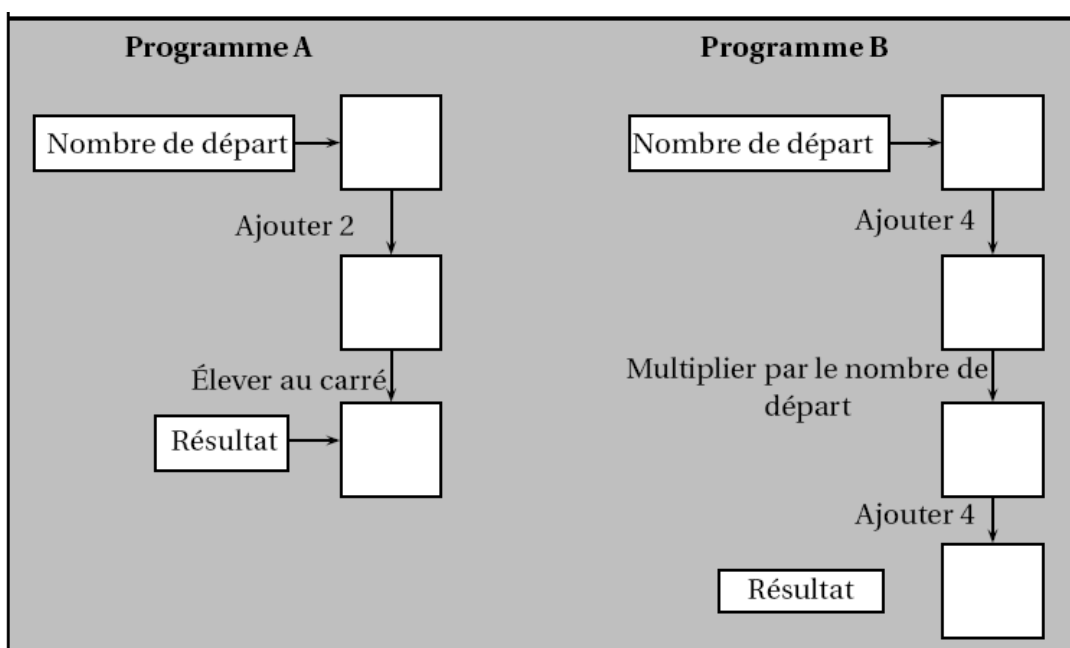 Programme A
Nombre de départ
Ajouter 2
Élever au carré
Résultat
Programme B
Nombre de départ
Ajouter 4
Multiplier par le nombre de
départ
Ajouter 4
Résultat